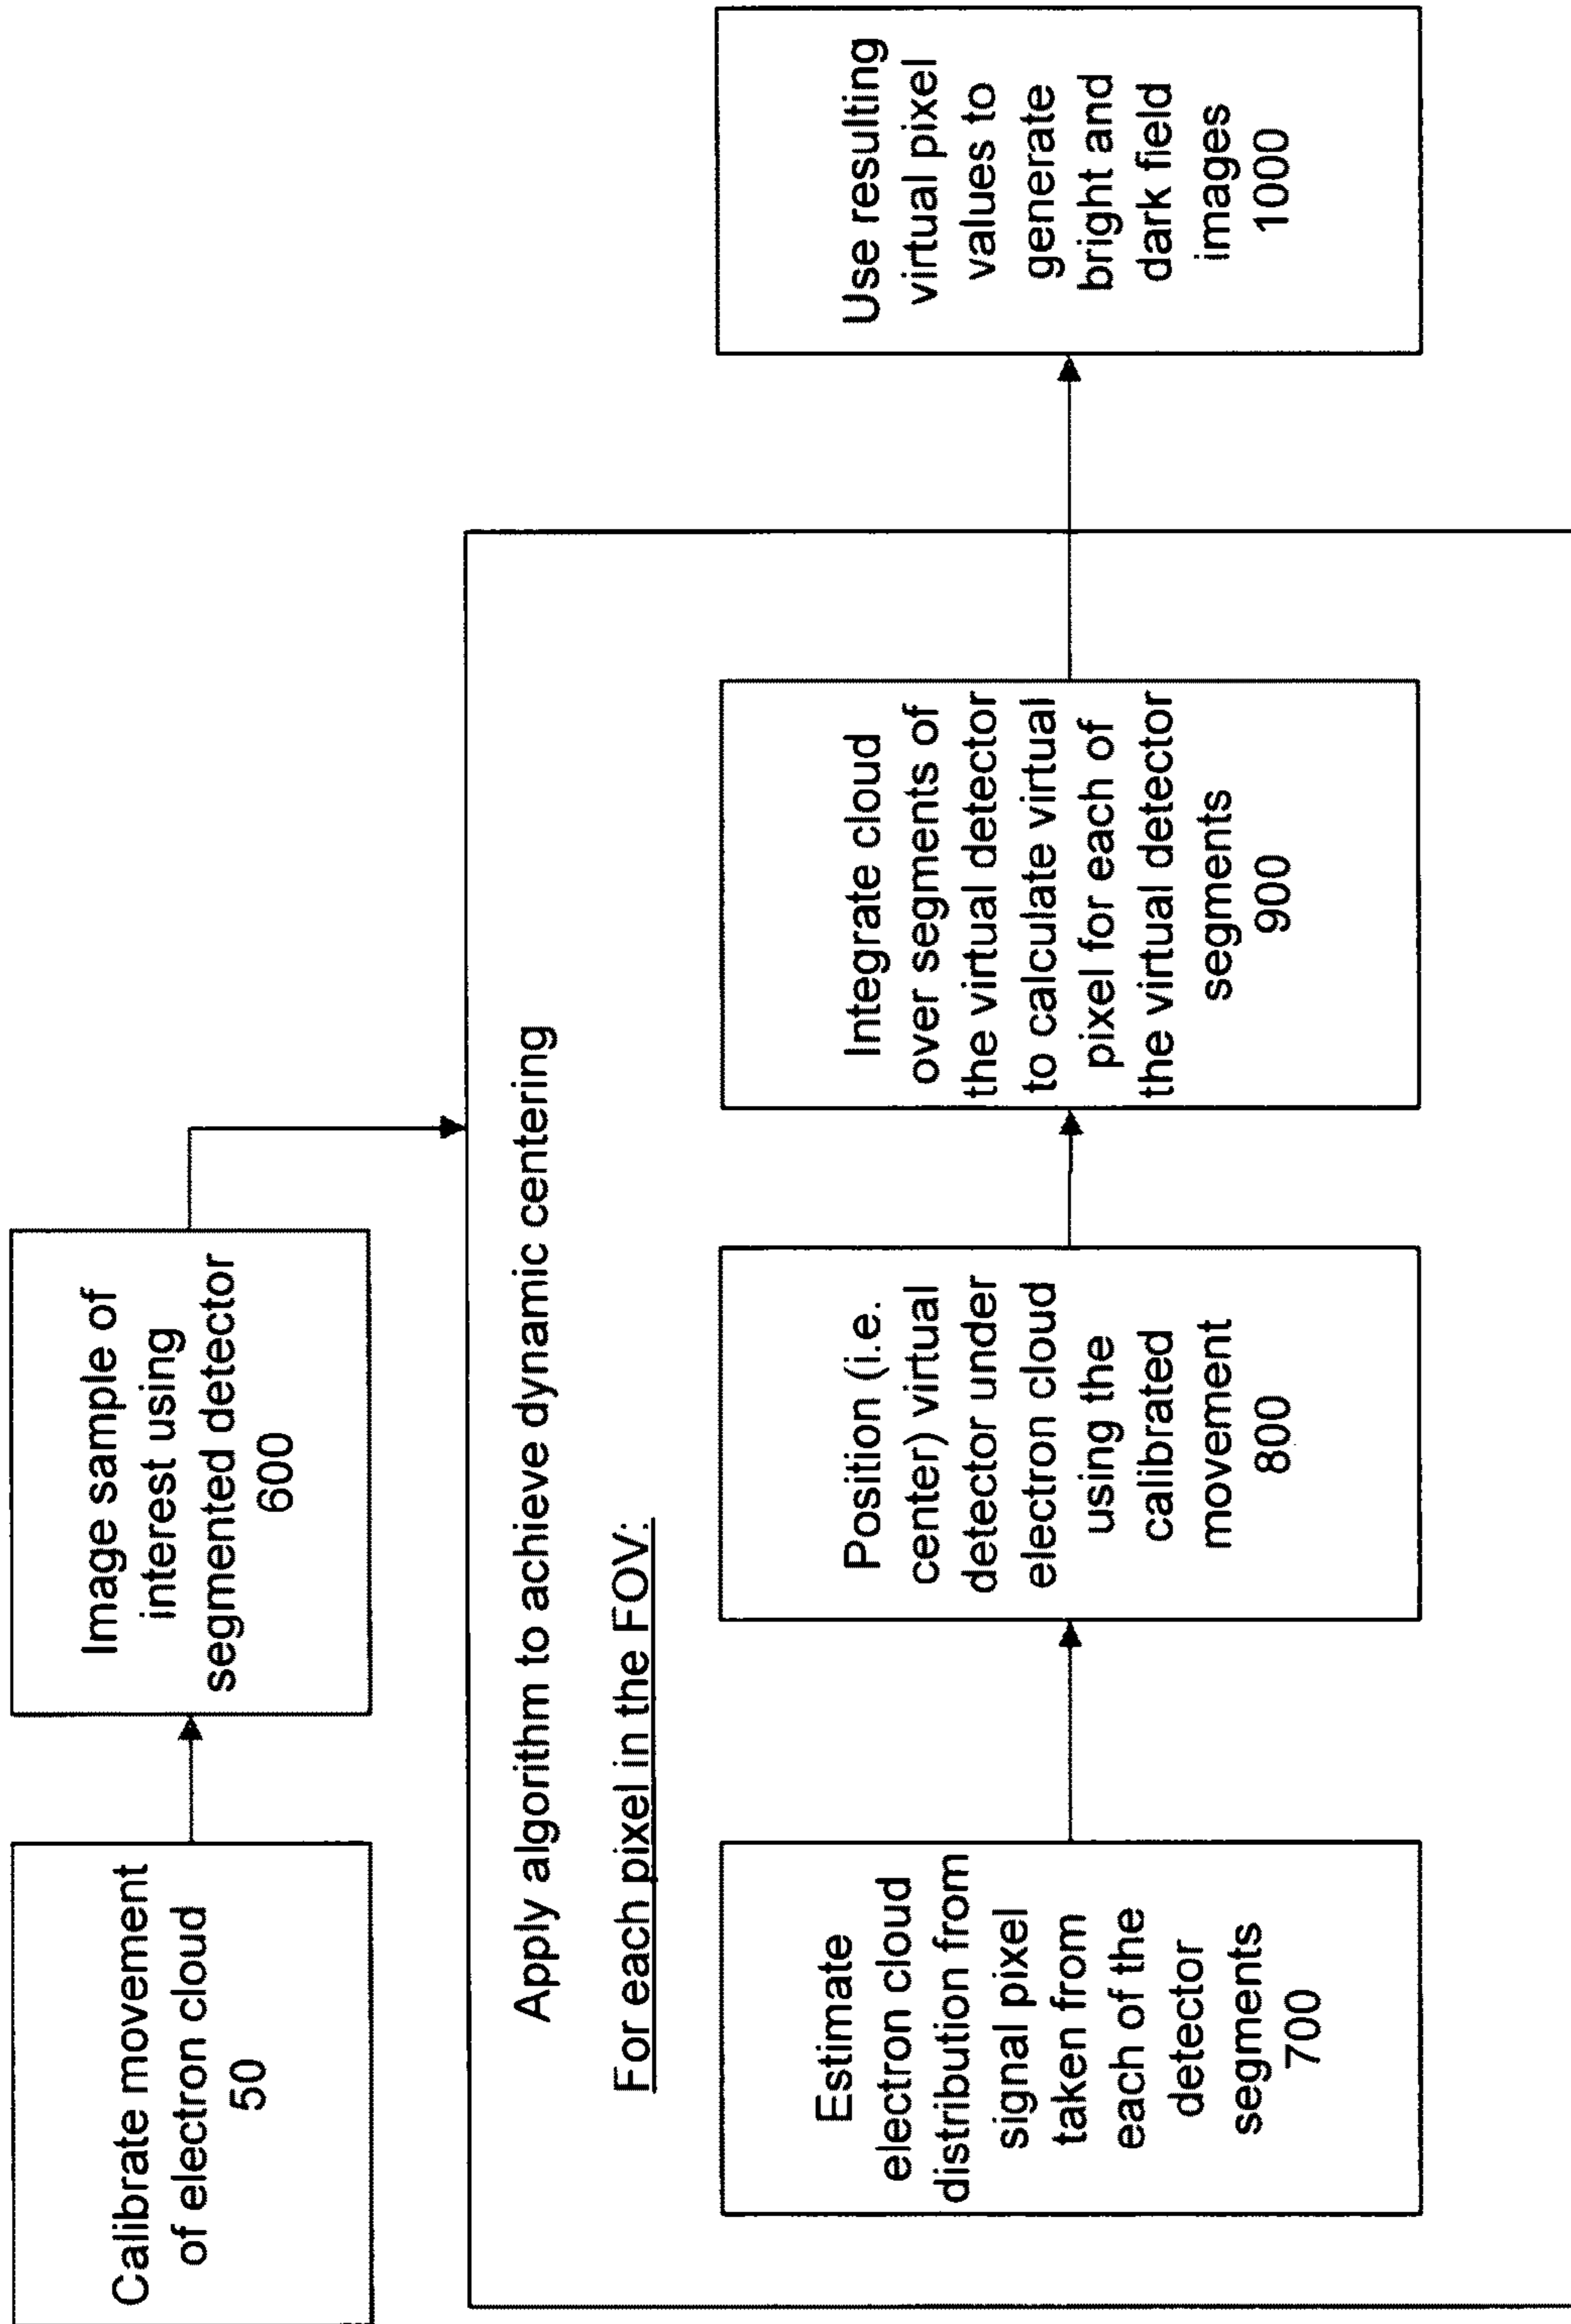 Calibrate movement
of electron cloud
50
Image sample of
interest using
segmented detector
600
Apply algorithm to achieve dynamic centering
For each pixel in the FOV:
Estimate
electron cloud
distribution from
signal pixel
taken from
each of the
detector
segments
700
Position (i.e.
center) virtual
detector under
electron cloud
using the
calibrated
movement
800
Integrate cloud
over segments of
the virtual detector
to calculate virtual
pixel for each of
the virtual detector
segments
900
Use resulting
virtual pixel
values to
generate
bright and
dark field
images
1000